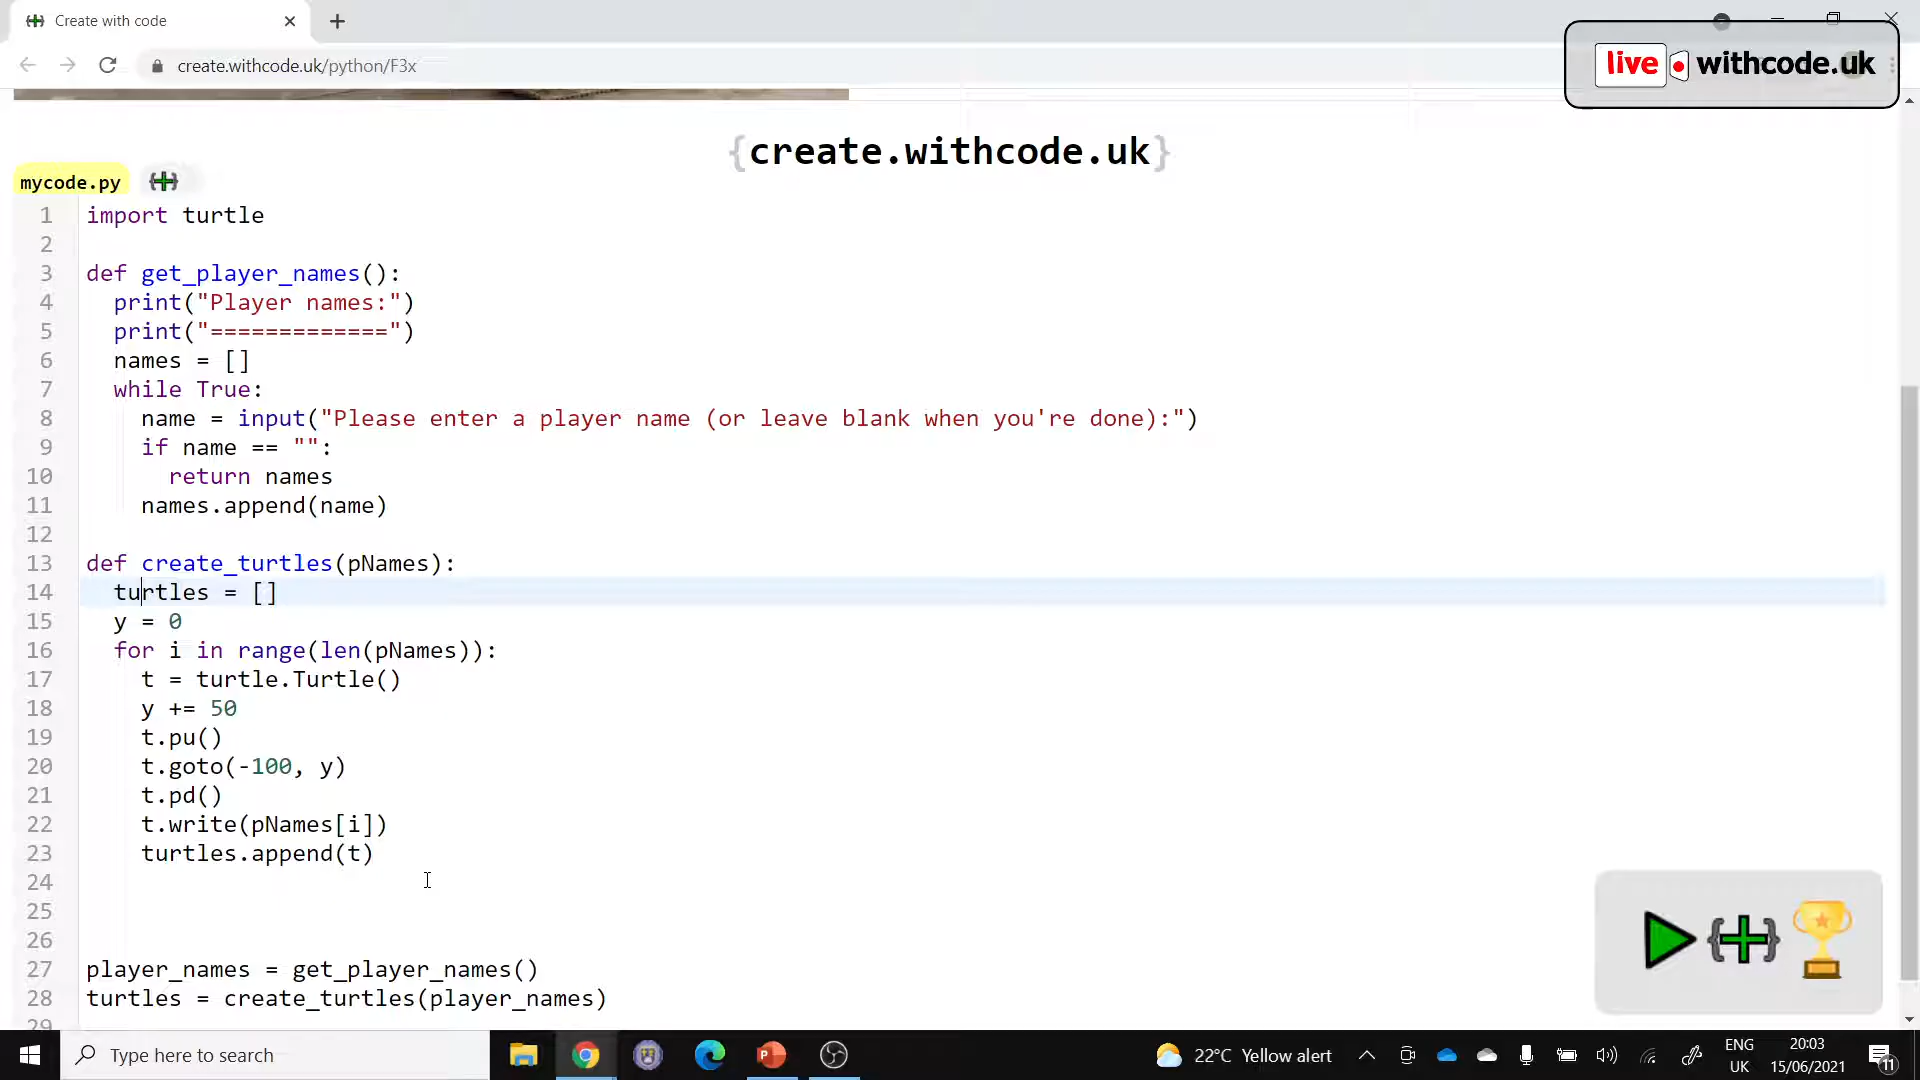 Create with code
create.withcode.uk/python/F3x
live withcode.uk
{create.withcode.uk}
mycode.py
1 import turtle
2
3 def get_player_names():
4 print("Player names:")
5 print("=============")
6 names = []
7 while True:
8 name = input("Please enter a player name (or leave blank when you're done):")
9 if name == "":
10 return names
11 names.append(name)
12
13 def create_turtles(pNames):
14 turtles = []
15 y = 0
16 for i in range(len(pNames)):
17 t = turtle.Turtle()
18 y += 50
19 t.pu()
20 t.goto(-100, y)
21 t.pd()
22 t.write(pNames[i])
23 turtles.append(t)
24
25
26
27 player_names = get_player_names()
28 turtles = create_turtles(player_names)
29
Type here to search
22°C Yellow alert
ENG
UK
20:03
15/06/2021
11